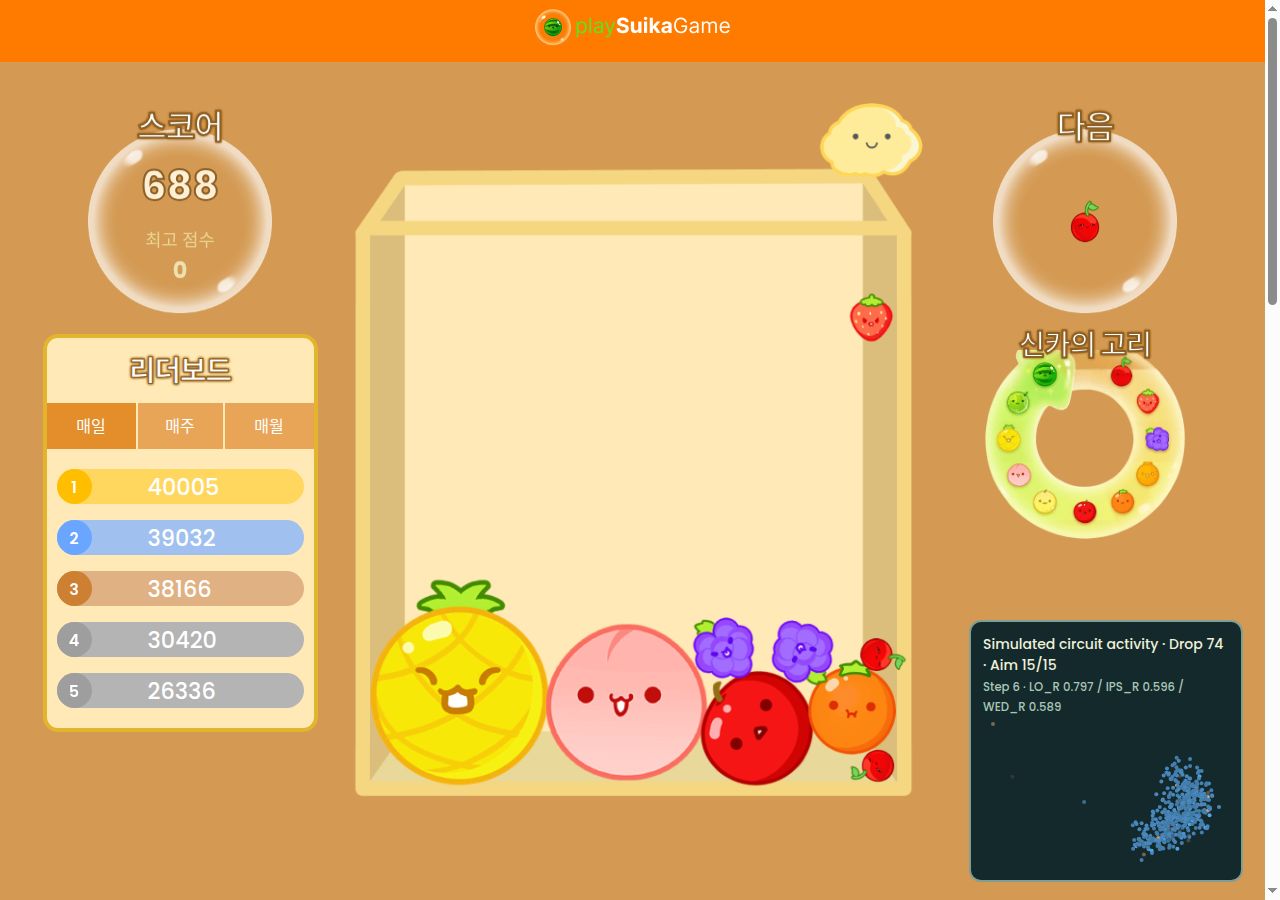 playSuikaGame
스코어
688
최고 점수
0
다음
신카의 고리
리더보드
매일 매주 매월
1 40005
2 39032
3 38166
4 30420
5 26336
Simulated circuit activity · Drop 74
· Aim 15/15
Step 6 · LO_R 0.797 / IPS_R 0.596 /
WED_R 0.589